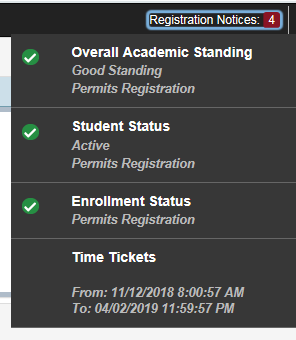 Registration Notices: 4
Overall Academic Standing
Good Standing
Permits Registration
Student Status
Active
Permits Registration
Enrollment Status
Permits Registration
Time Tickets
From: 11/12/2018 8:00:57 AM
To: 04/02/2019 11:59:57 PM